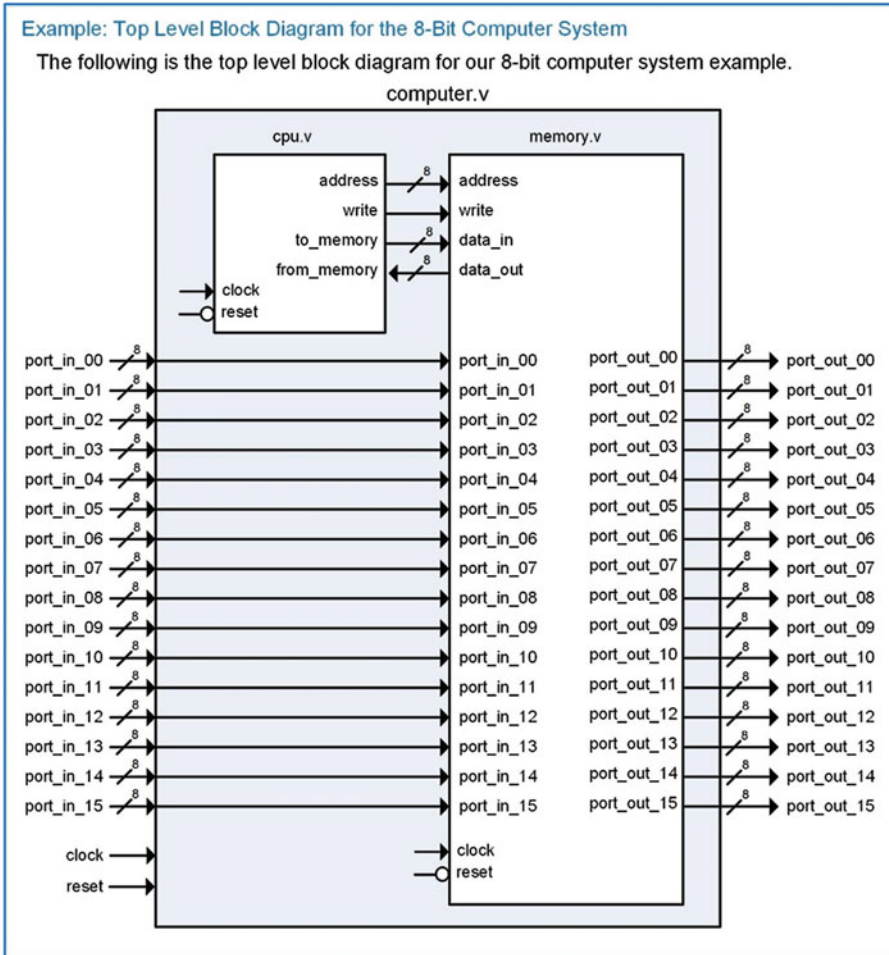 Example: Top Level Block Diagram for the 8-Bit Computer System
The following is the top level block diagram for our 8-bit computer system example.
computer.v
cpu.v memory.v
address 8 address
write write
to_memory 8 data_in
from_memory 8 data_out
clock
reset
port_in_00 8 port_in_00 port_out_00 8 port_out_00
port_in_01 8 port_in_01 port_out_01 8 port_out_01
port_in_02 8 port_in_02 port_out_02 8 port_out_02
port_in_03 8 port_in_03 port_out_03 8 port_out_03
port_in_04 8 port_in_04 port_out_04 8 port_out_04
port_in_05 8 port_in_05 port_out_05 8 port_out_05
port_in_06 8 port_in_06 port_out_06 8 port_out_06
port_in_07 8 port_in_07 port_out_07 8 port_out_07
port_in_08 8 port_in_08 port_out_08 8 port_out_08
port_in_09 8 port_in_09 port_out_09 8 port_out_09
port_in_10 8 port_in_10 port_out_10 8 port_out_10
port_in_11 8 port_in_11 port_out_11 8 port_out_11
port_in_12 8 port_in_12 port_out_12 8 port_out_12
port_in_13 8 port_in_13 port_out_13 8 port_out_13
port_in_14 8 port_in_14 port_out_14 8 port_out_14
port_in_15 8 port_in_15 port_out_15 8 port_out_15
clock clock
reset reset